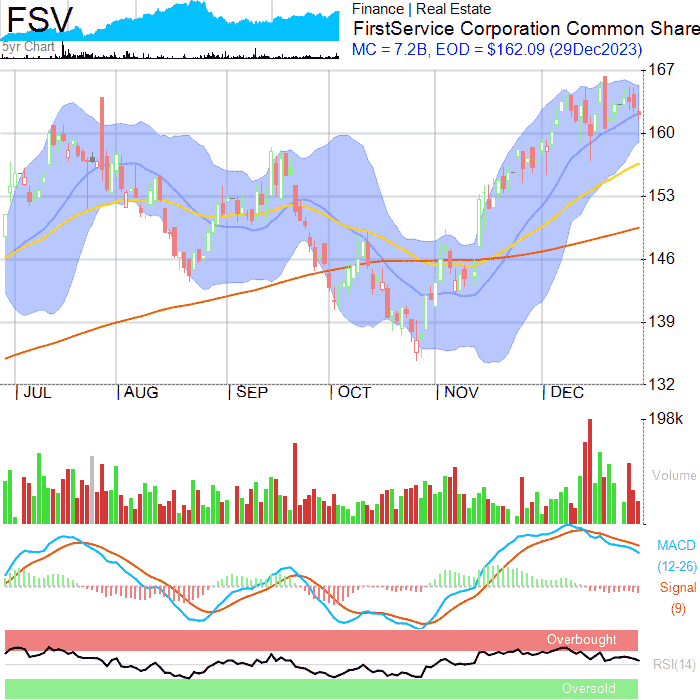 FSV
5yr Chart
Finance | Real Estate
FirstService Corporation Common Share
MC = 7.2B, EOD = $162.09 (29Dec2023)
167
160
153
146
139
132
| JUL | AUG | SEP | OCT | NOV | DEC
198k
Volume
MACD
(12-26)
Signal
(9)
Overbought
RSI(14)
Oversold